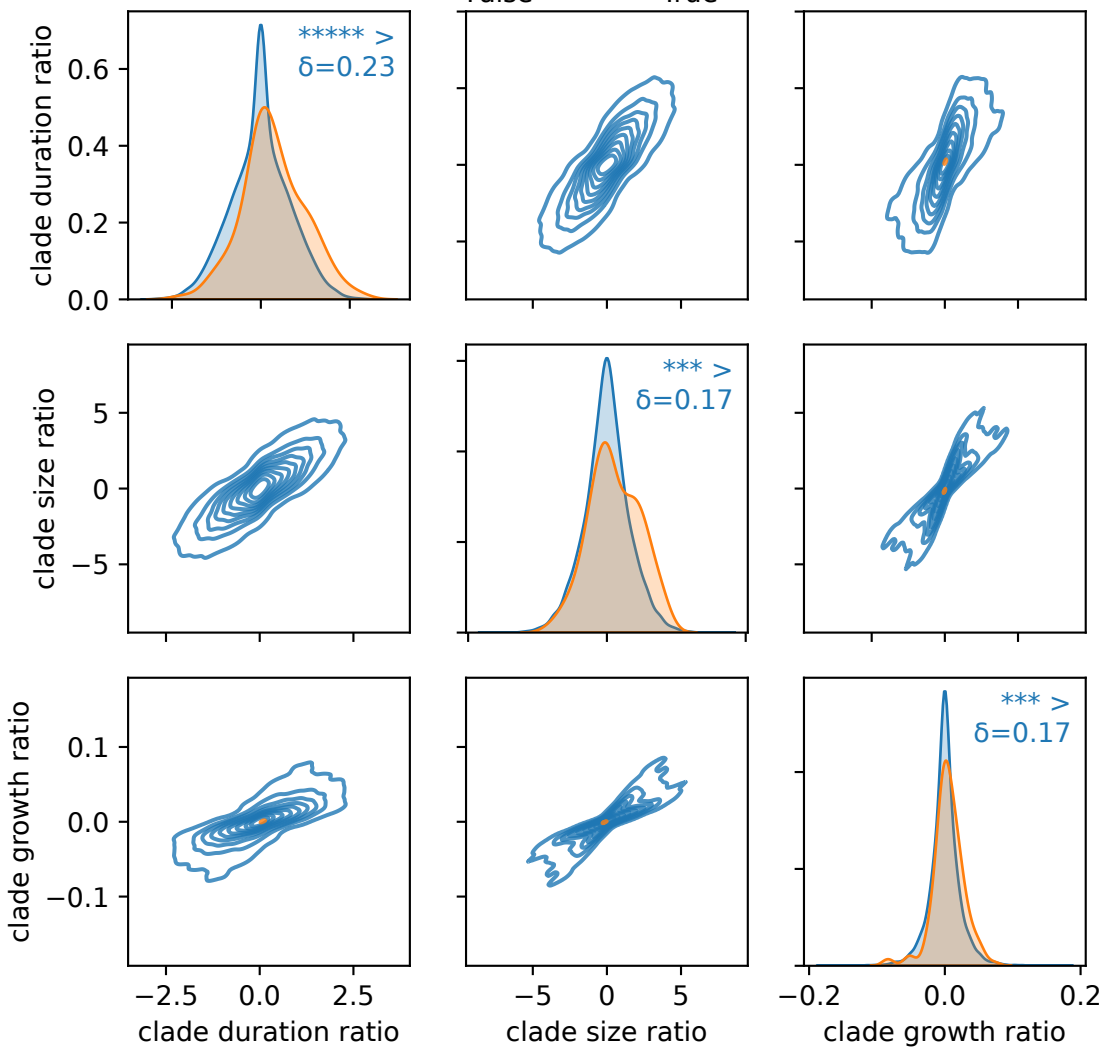 clade duration ratio
0.6
0.4
0.2
0.0
***** >
δ=0.23
clade size ratio
5
0
−5
*** >
δ=0.17
clade growth ratio
0.1
0.0
−0.1
*** >
δ=0.17
−2.5 0.0 2.5
−5 0 5
−0.2 0.0 0.2
clade duration ratio
clade size ratio
clade growth ratio